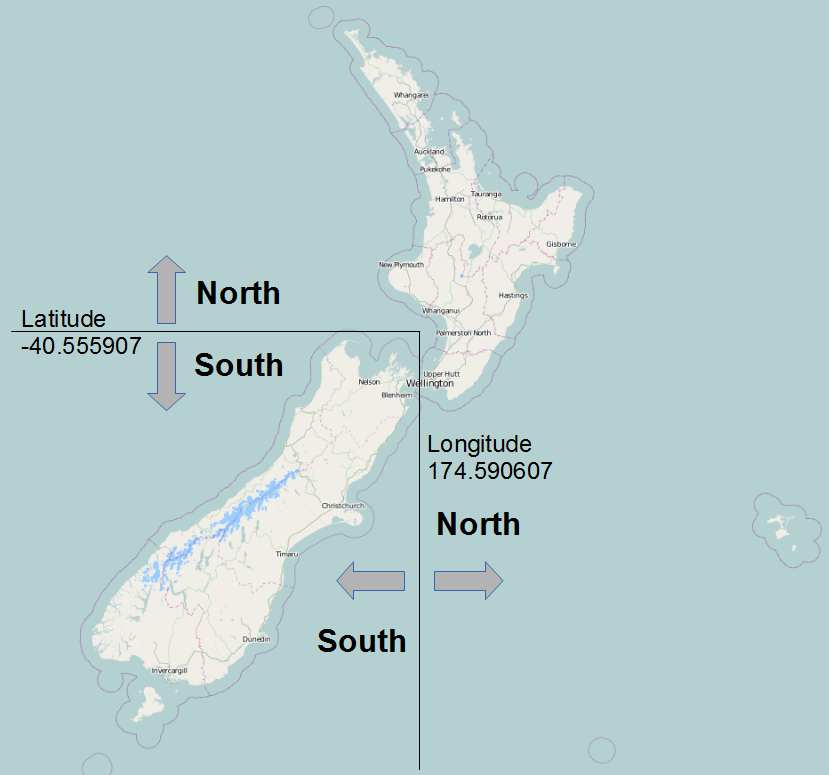 Whangarei
Auckland
Pukekohe
Hamilton
Tauranga
Rotorua
Gisborne
New Plymouth
North
Hastings
Whanganui
Latitude
Palmerston North
-40.555907
South
Upper Hutt
Nelson
Wellington
Blenheim
Longitude
174.590607
Christchurch
North
Timaru
Dunedin
South
Invercargill